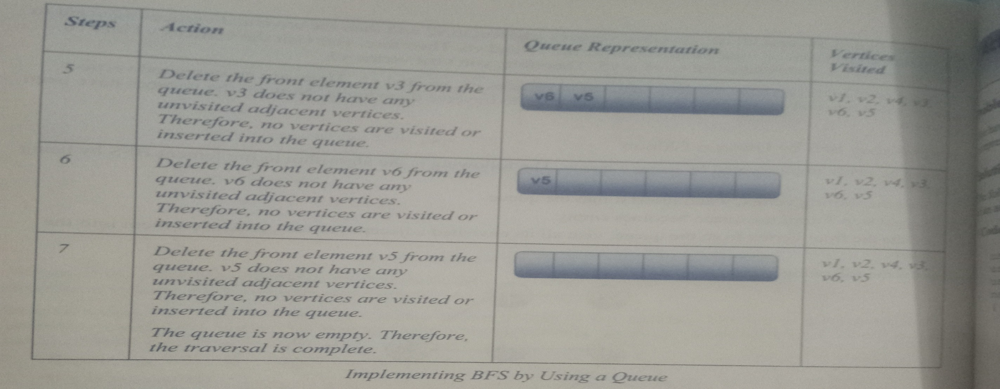 Steps
Action
Queue Representation
Vertices
Visited
5
Delete the front element v3 from the
queue. v3 does not have any
unvisited adjacent vertices.
Therefore, no vertices are visited or
inserted into the queue.
v6 v5
v1, v2, v4, v3
v6, v5
6
Delete the front element v6 from the
queue. v6 does not have any
unvisited adjacent vertices.
Therefore, no vertices are visited or
inserted into the queue.
v5
v1, v2, v4, v3,
v6, v5
7
Delete the front element v5 from the
queue. v5 does not have any
unvisited adjacent vertices.
Therefore, no vertices are visited or
inserted into the queue.
The queue is now empty. Therefore,
the traversal is complete.
v1, v2, v4, v3,
v6, v5
Implementing BFS by Using a Queue